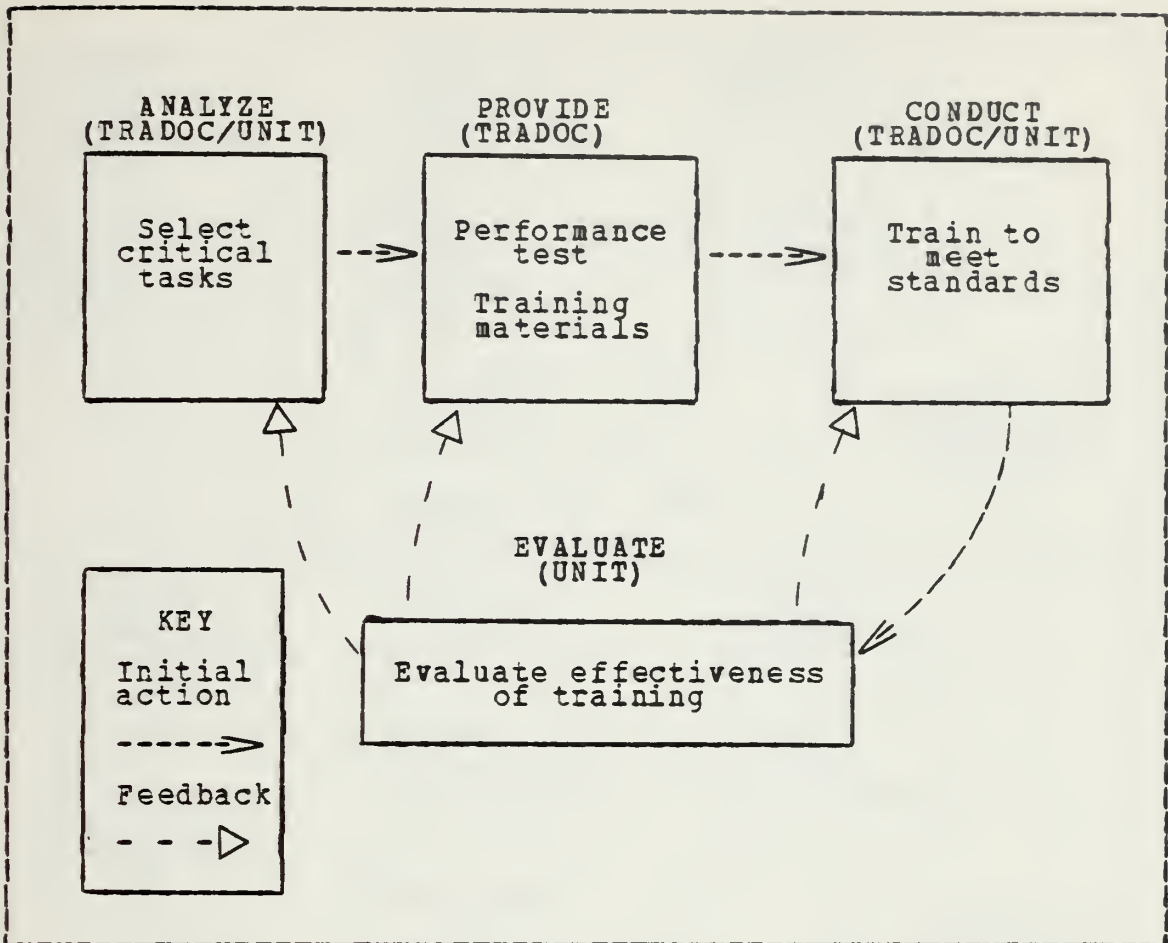 ANALYZE
(TRADOC/UNIT)
PROVIDE
(TRADOC)
CONDUCT
(TRADOC/UNIT)
Select
critical
tasks
Performance
test
Training
materials
Train to
meet
standards
EVALUATE
(UNIT)
Evaluate effectiveness
of training
KEY
Initial
action
Feedback